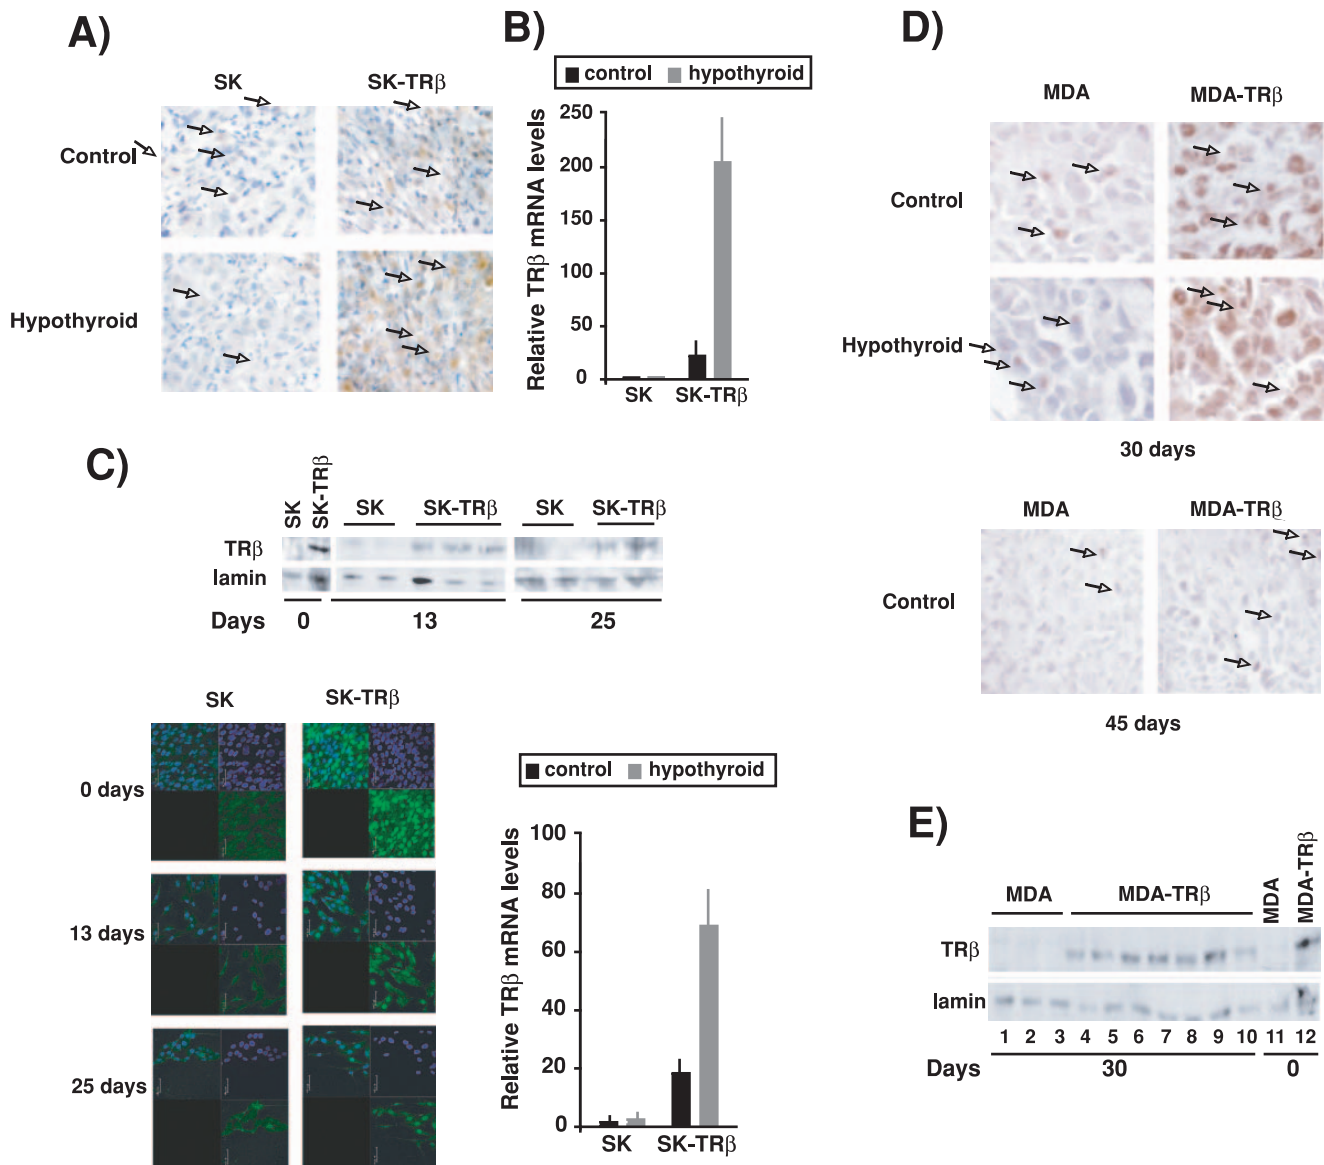 A)
SK
SK-TRβ
Control
Hypothyroid
B)
control
hypothyroid
Relative TRβ mRNA levels
250
200
150
100
50
0
SK
SK-TRβ
C)
SK
SK-TRβ
SK
SK-TRβ
SK
SK-TRβ
TRβ
lamin
Days
0
13
25
SK
SK-TRβ
0 days
13 days
25 days
control
hypothyroid
Relative TRβ mRNA levels
100
80
60
40
20
0
SK
SK-TRβ
D)
MDA
MDA-TRβ
Control
Hypothyroid
30 days
MDA
MDA-TRβ
Control
45 days
E)
MDA
MDA-TRβ
MDA
MDA-TRβ
TRβ
lamin
1 2 3 4 5 6 7 8 9 10 11 12
Days
30
0